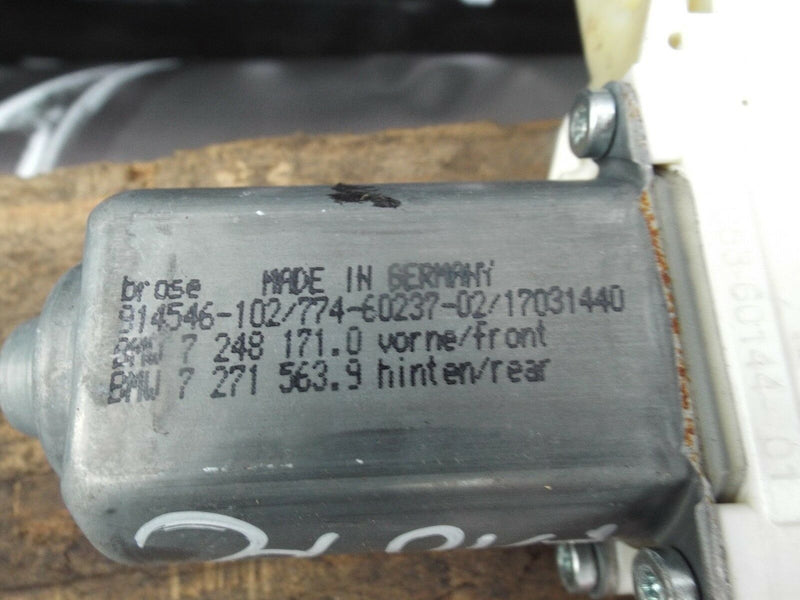 brose MADE IN GERMANY
914546-102/774-60237-02/17031440
BMW 7 248 171.0 vorne/front
BMW 7 271 563.9 hinten/rear